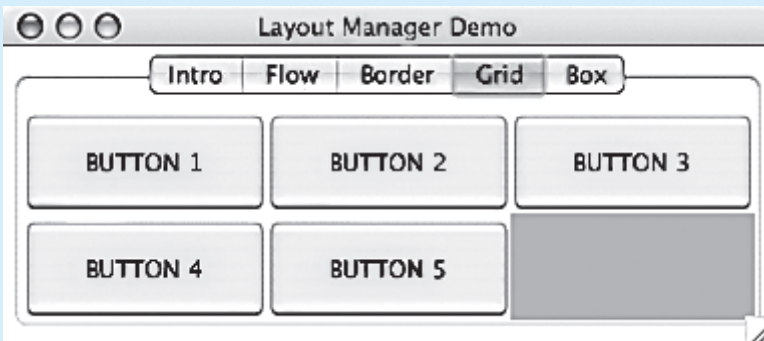 Layout Manager Demo
Intro Flow Border Grid Box
BUTTON 1 BUTTON 2 BUTTON 3
BUTTON 4 BUTTON 5